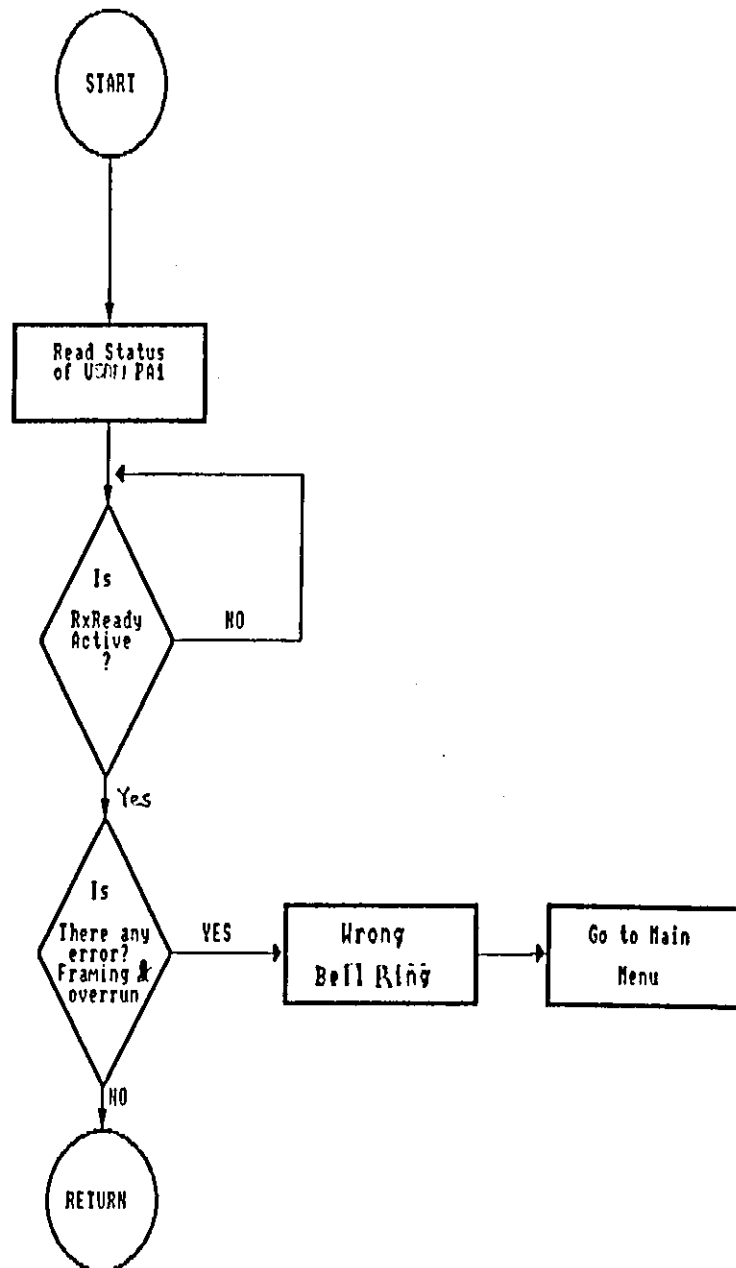 START
Read Status
of PA1
Is
RxReady
Active
?
NO
Yes
Is
There any
error?
Framing &
overrun
YES
Wrong
Bell Ring
Go to Main
Menu
NO
RETURN